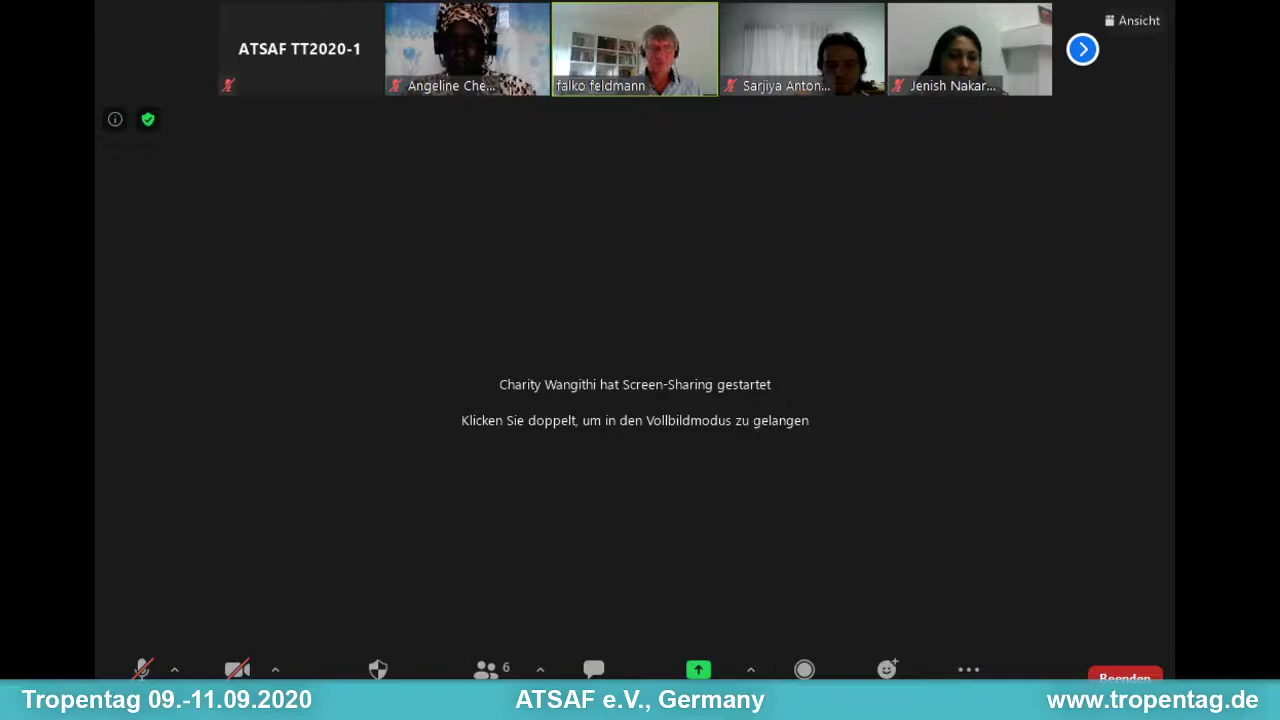 Ansicht
ATSAF TT2020-1
Angeline Che...
falko feldmann
Sarjiya Anton...
Jenish Nakar...
Charity Wangithi hat Screen-Sharing gestartet
Klicken Sie doppelt, um in den Vollbildmodus zu gelangen
6
Beenden
Tropentag 09.-11.09.2020
ATSAF e.V., Germany
www.tropentag.de